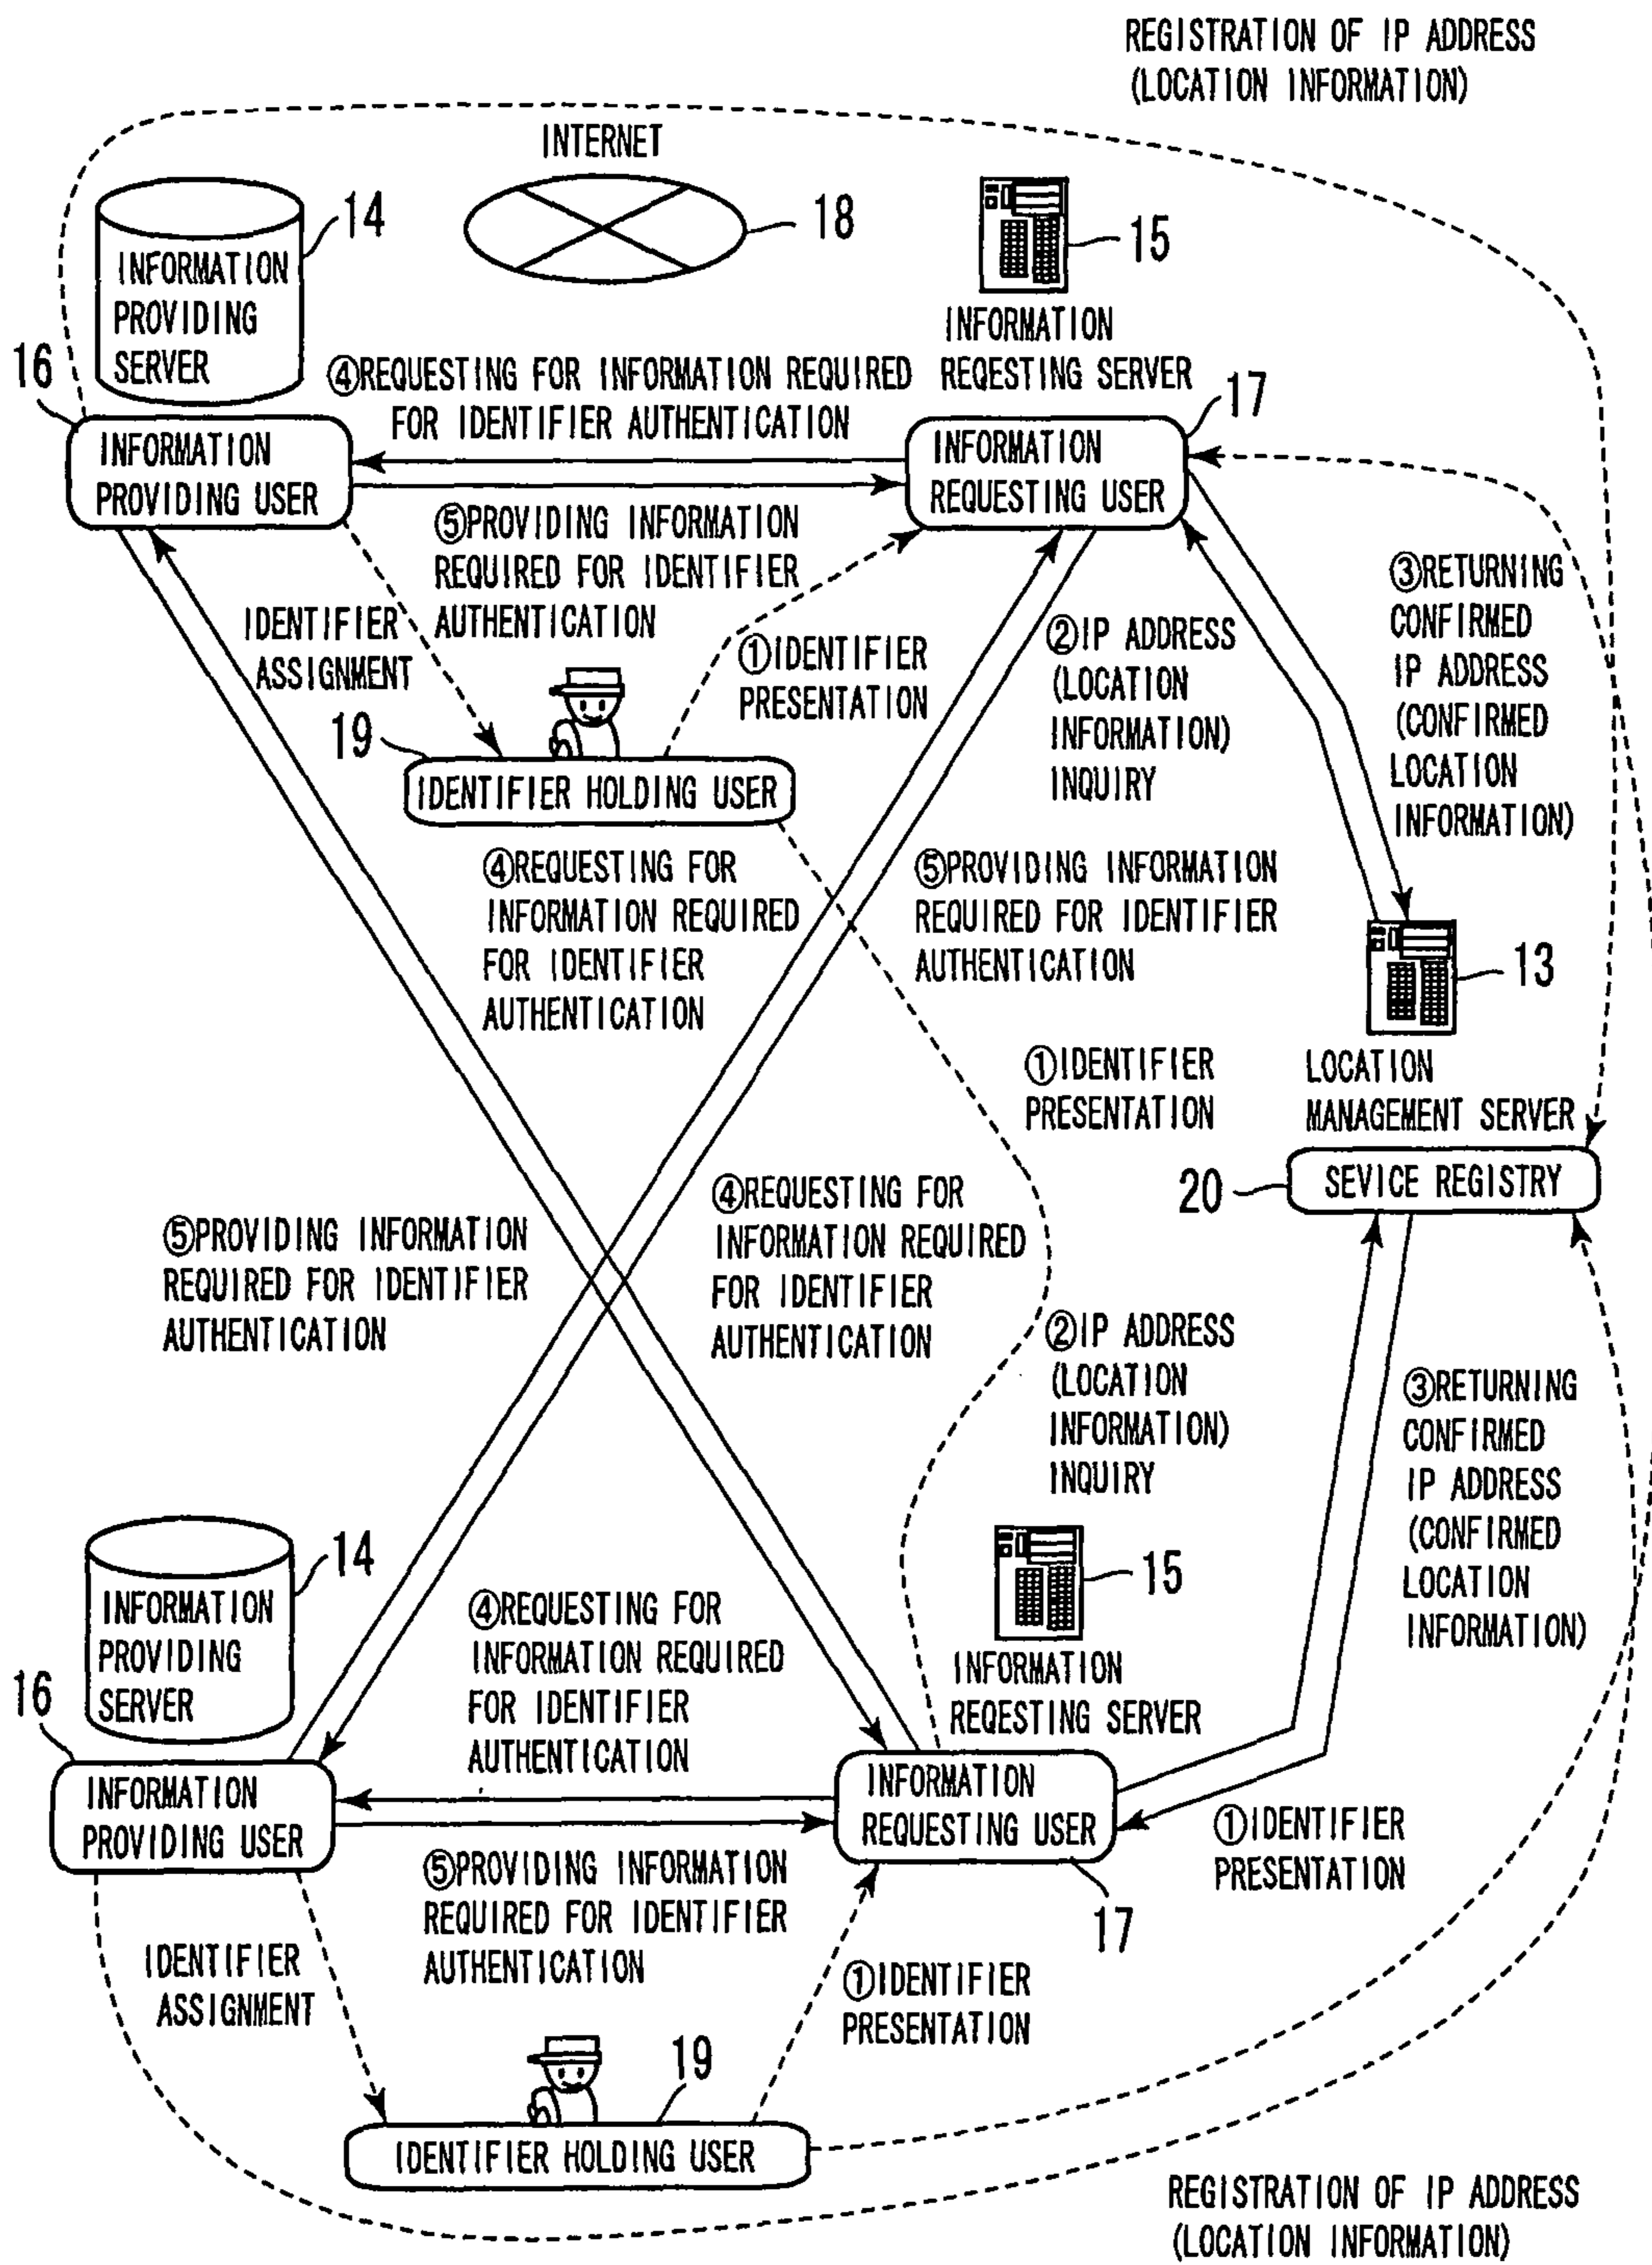 REGISTRATION OF IP ADDRESS
(LOCATION INFORMATION)
INTERNET
14
18
15
INFORMATION
PROVIDING
SERVER
INFORMATION
REQESTING SERVER
16
④REQUESTING FOR INFORMATION REQUIRED
FOR IDENTIFIER AUTHENTICATION
17
INFORMATION
PROVIDING USER
INFORMATION
REQUESTING USER
⑤PROVIDING INFORMATION
REQUIRED FOR IDENTIFIER
AUTHENTICATION
IDENTIFIER
ASSIGNMENT
①IDENTIFIER
PRESENTATION
②IP ADDRESS
(LOCATION
INFORMATION)
INQUIRY
③RETURNING
CONFIRMED
IP ADDRESS
(CONFIRMED
LOCATION
INFORMATION)
19
IDENTIFIER HOLDING USER
④REQUESTING FOR
INFORMATION REQUIRED
FOR IDENTIFIER
AUTHENTICATION
⑤PROVIDING INFORMATION
REQUIRED FOR IDENTIFIER
AUTHENTICATION
13
①IDENTIFIER
PRESENTATION
LOCATION
MANAGEMENT SERVER
20
SEVICE REGISTRY
⑤PROVIDING INFORMATION
REQUIRED FOR IDENTIFIER
AUTHENTICATION
④REQUESTING FOR
INFORMATION REQUIRED
FOR IDENTIFIER
AUTHENTICATION
②IP ADDRESS
(LOCATION
INFORMATION)
INQUIRY
③RETURNING
CONFIRMED
IP ADDRESS
(CONFIRMED
LOCATION
INFORMATION)
14
15
INFORMATION
PROVIDING
SERVER
④REQUESTING FOR
INFORMATION REQUIRED
FOR IDENTIFIER
AUTHENTICATION
INFORMATION
REQESTING SERVER
16
INFORMATION
PROVIDING USER
INFORMATION
REQUESTING USER
①IDENTIFIER
PRESENTATION
17
⑤PROVIDING INFORMATION
REQUIRED FOR IDENTIFIER
AUTHENTICATION
IDENTIFIER
ASSIGNMENT
①IDENTIFIER
PRESENTATION
19
IDENTIFIER HOLDING USER
REGISTRATION OF IP ADDRESS
(LOCATION INFORMATION)